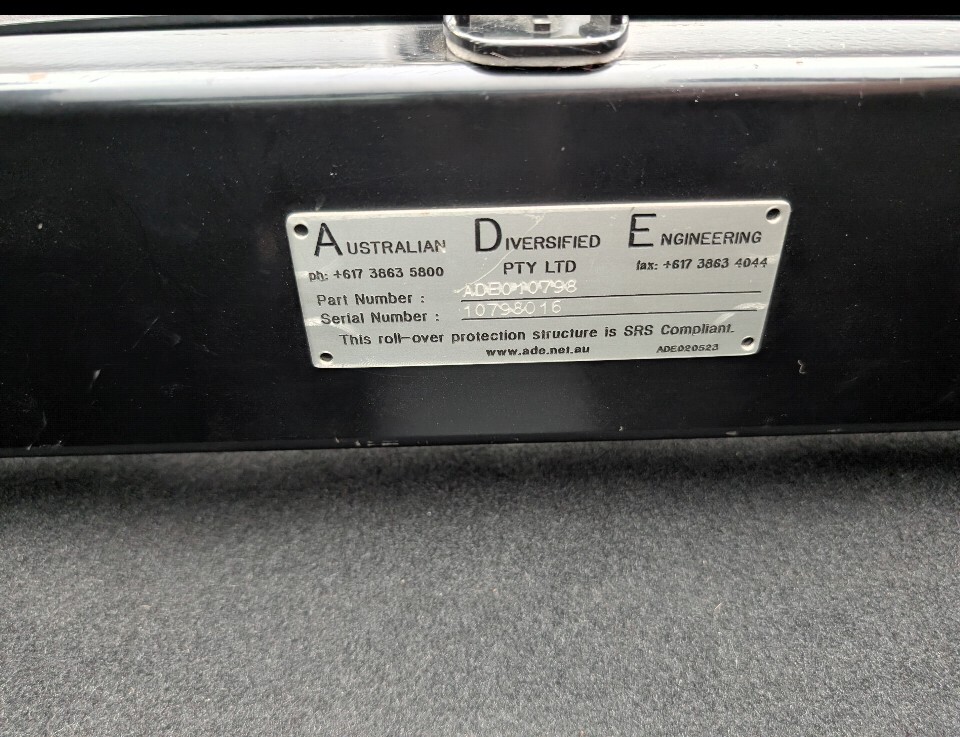 AUSTRALIAN DIVERSIFIED ENGINEERING
ph: +617 3863 5800 PTY LTD fax: +617 3863 4044
Part Number : ADE010798
Serial Number : 10798016
This roll-over protection structure is SRS Compliant.
www.ade.net.au ADE020523